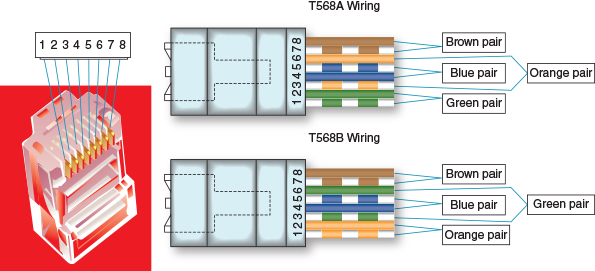 T568A Wiring
1 2 3 4 5 6 7 8
12345678
Brown pair
Blue pair
Orange pair
Green pair
T568B Wiring
12345678
Brown pair
Blue pair
Green pair
Orange pair